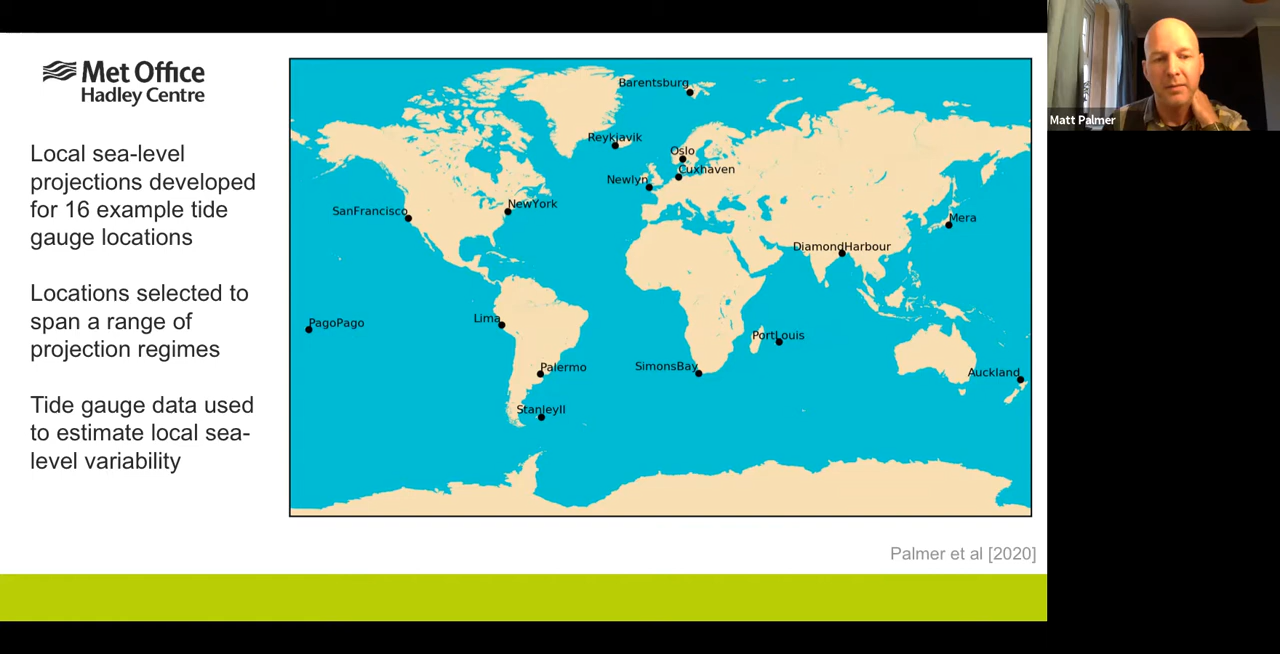 Met Office
Hadley Centre
Local sea-level
projections developed
for 16 example tide
gauge locations
Locations selected to
span a range of
projection regimes
Tide gauge data used
to estimate local sea-
level variability
Barentsburg
Reykjavik
Oslo
Cuxhaven
Newlyn
SanFrancisco
NewYork
Mera
DiamondHarbour
PagoPago
Lima
PortLouis
Palermo
SimonsBay
Auckland
StanleyII
Palmer et al [2020]
Matt Palmer